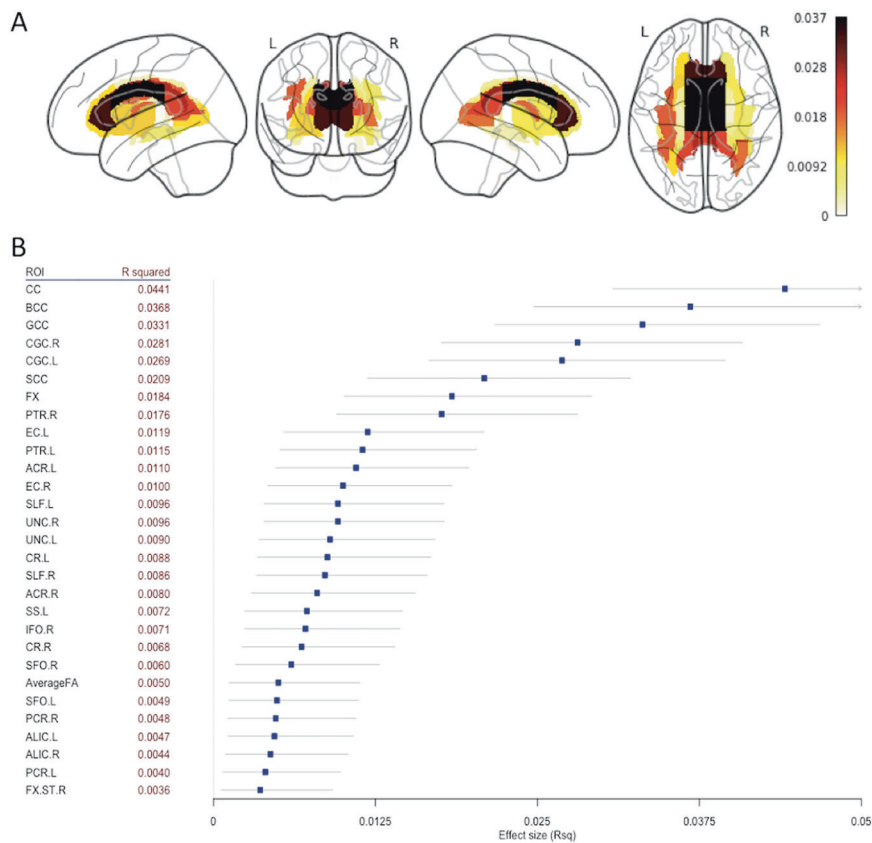 A
L
R
L
R
0.037
0.028
0.018
0.0092
0
B
ROI R squared
CC 0.0441
BCC 0.0368
GCC 0.0331
CGC.R 0.0281
CGC.L 0.0269
SCC 0.0209
FX 0.0184
PTR.R 0.0176
EC.L 0.0119
PTR.L 0.0115
ACR.L 0.0110
EC.R 0.0100
SLF.L 0.0096
UNC.R 0.0096
UNC.L 0.0090
CR.L 0.0088
SLF.R 0.0086
ACR.R 0.0080
SS.L 0.0072
IFO.R 0.0071
CR.R 0.0068
SFO.R 0.0060
AverageFA 0.0050
SFO.L 0.0049
PCR.R 0.0048
ALIC.L 0.0047
ALIC.R 0.0044
PCR.L 0.0040
FX.ST.R 0.0036
0 0.0125 0.025 0.0375 0.05
Effect size (Rsq)